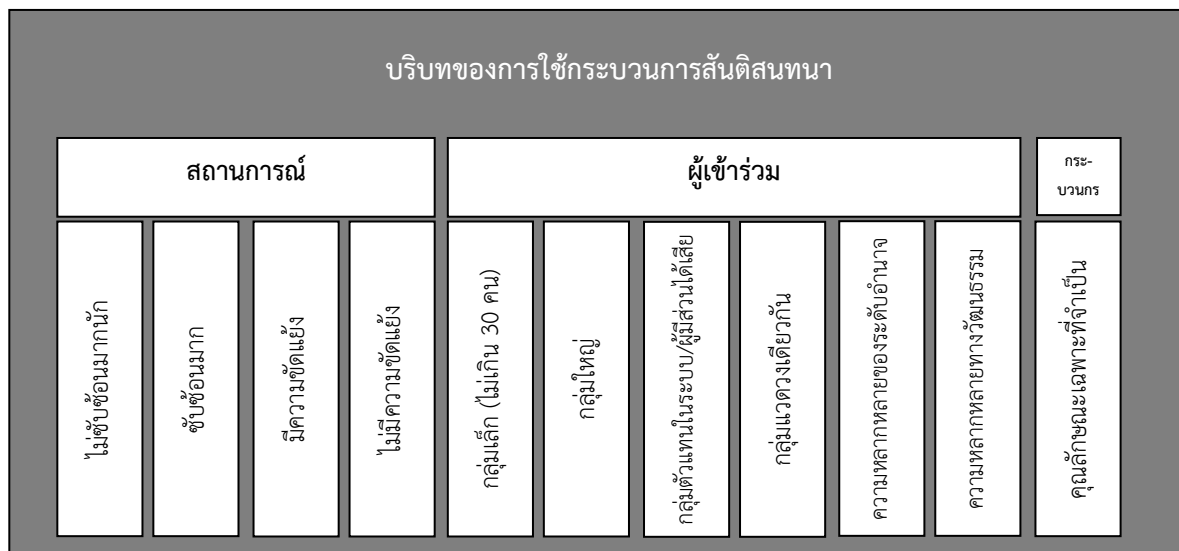 บริบทของการใช้กระบวนการสันติสนทนา
สถานการณ์
ผู้เข้าร่วม
กระ-
บวนกร
ไม่ซับซ้อนมากนัก
ซับซ้อนมาก
มีความขัดแย้ง
ไม่มีความขัดแย้ง
กลุ่มเล็ก (ไม่เกิน 30 คน)
กลุ่มใหญ่
กลุ่มตัวแทนในระบบ/ผู้มีส่วนได้เสีย
กลุ่มแวดวงเดียวกัน
ความหลากหลายของระดับอำนาจ
ความหลากหลายทางวัฒนธรรม
คุณลักษณะเฉพาะที่จำเป็น